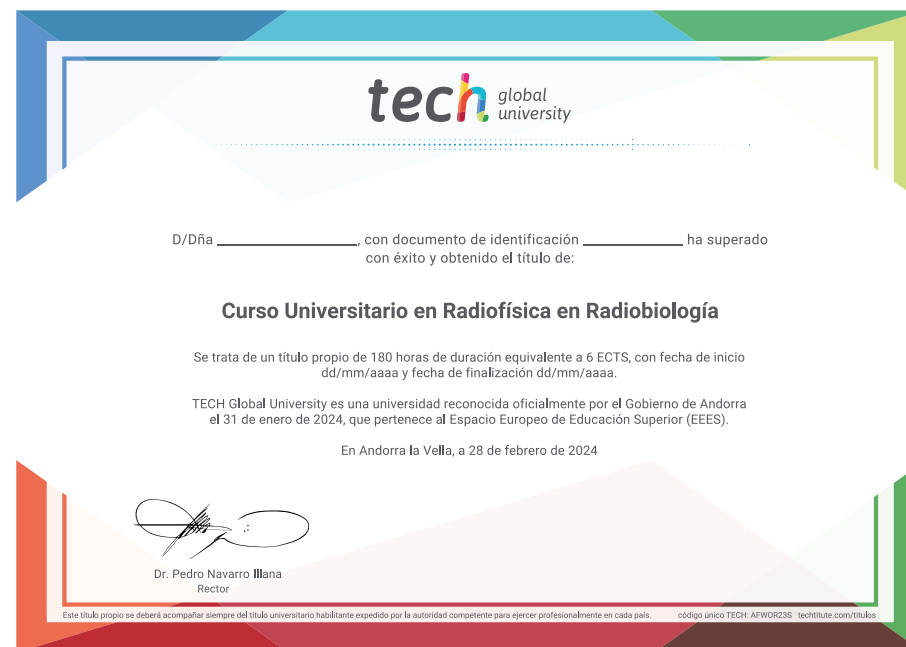 tech global university
D/Dña ________________, con documento de identificación ____________ ha superado
con éxito y obtenido el título de:
Curso Universitario en Radiofísica en Radiobiología
Se trata de un título propio de 180 horas de duración equivalente a 6 ECTS, con fecha de inicio
dd/mm/aaaa y fecha de finalización dd/mm/aaaa.
TECH Global University es una universidad reconocida oficialmente por el Gobierno de Andorra
el 31 de enero de 2024, que pertenece al Espacio Europeo de Educación Superior (EEES).
En Andorra la Vella, a 28 de febrero de 2024
Dr. Pedro Navarro Illana
Rector
Este título propio se deberá acompañar siempre del título universitario habilitante expedido por la autoridad competente para ejercer profesionalmente en cada país. código único TECH: AFWOR23S techtitute.com/titulos